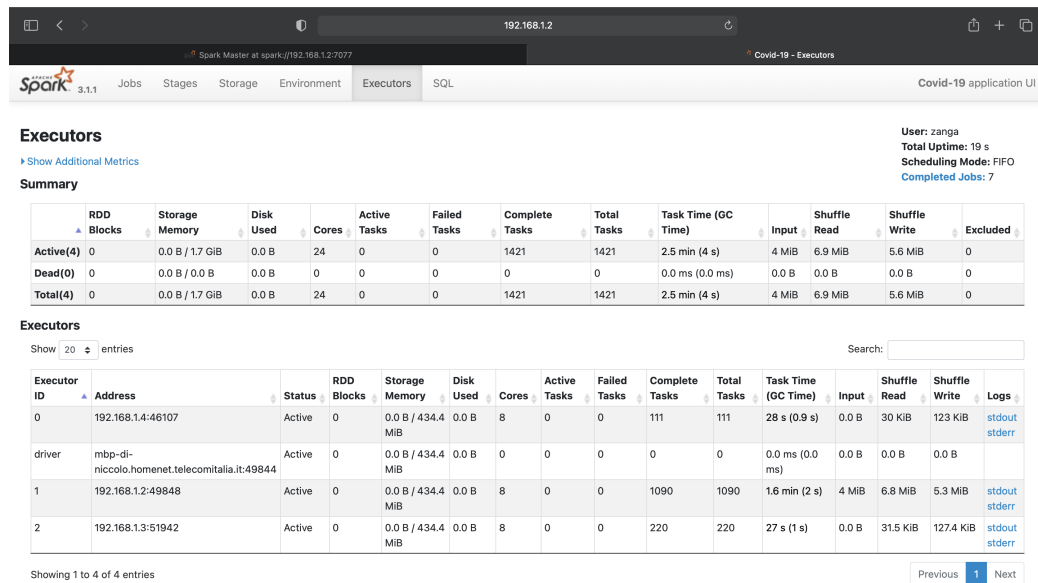 192.168.1.2
Spark Master at spark://192.168.1.2:7077
Covid-19 - Executors
APACHE Spark 3.1.1 Jobs Stages Storage Environment Executors SQL Covid-19 application UI
Executors
User: zanga
Total Uptime: 19 s
Scheduling Mode: FIFO
Completed Jobs: 7
Show Additional Metrics
Summary
RDD Blocks Storage Memory Disk Used Cores Active Tasks Failed Tasks Complete Tasks Total Tasks Task Time (GC Time) Input Shuffle Read Shuffle Write Excluded
Active(4) 0 0.0 B / 1.7 GiB 0.0 B 24 0 0 1421 1421 2.5 min (4 s) 4 MiB 6.9 MiB 5.6 MiB 0
Dead(0) 0 0.0 B / 0.0 B 0.0 B 0 0 0 0 0 0.0 ms (0.0 ms) 0.0 B 0.0 B 0.0 B 0
Total(4) 0 0.0 B / 1.7 GiB 0.0 B 24 0 0 1421 1421 2.5 min (4 s) 4 MiB 6.9 MiB 5.6 MiB 0
Executors
Show 20 entries Search:
Executor ID Address Status RDD Blocks Storage Memory Disk Used Cores Active Tasks Failed Tasks Complete Tasks Total Tasks Task Time (GC Time) Input Shuffle Read Shuffle Write Logs
0 192.168.1.4:46107 Active 0 0.0 B / 434.4 MiB 0.0 B 8 0 0 111 111 28 s (0.9 s) 0.0 B 30 KiB 123 KiB stdout stderr
driver mbp-di-niccolo.homenet.telecomitalia.it:49844 Active 0 0.0 B / 434.4 MiB 0.0 B 0 0 0 0 0 0.0 ms (0.0 ms) 0.0 B 0.0 B 0.0 B
1 192.168.1.2:49848 Active 0 0.0 B / 434.4 MiB 0.0 B 8 0 0 1090 1090 1.6 min (2 s) 4 MiB 6.8 MiB 5.3 MiB stdout stderr
2 192.168.1.3:51942 Active 0 0.0 B / 434.4 MiB 0.0 B 8 0 0 220 220 27 s (1 s) 0.0 B 31.5 KiB 127.4 KiB stdout stderr
Showing 1 to 4 of 4 entries Previous 1 Next